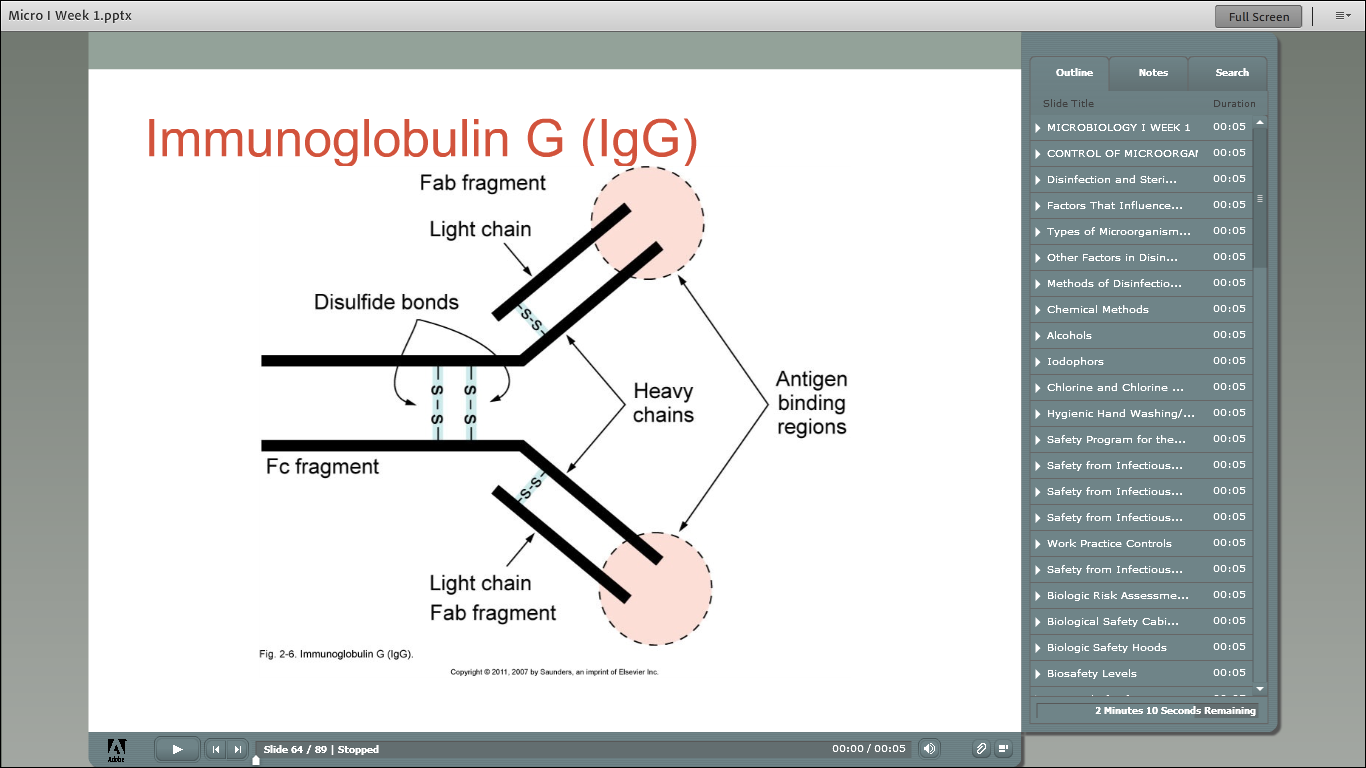 Micro I Week 1.pptx
Full Screen
Immunoglobulin G (IgG)
Fab fragment
Light chain
-S-S-
Disulfide bonds
S – S
S – S
Heavy
chains
Antigen
binding
regions
Fc fragment
-S-S-
Light chain
Fab fragment
Fig. 2-6. Immunoglobulin G (IgG).
Copyright © 2011, 2007 by Saunders, an imprint of Elsevier Inc.
Outline Notes Search
Slide Title Duration
MICROBIOLOGY I WEEK 1 00:05
CONTROL OF MICROORGAN 00:05
Disinfection and Steri... 00:05
Factors That Influence... 00:05
Types of Microorganism... 00:05
Other Factors in Disin... 00:05
Methods of Disinfectio... 00:05
Chemical Methods 00:05
Alcohols 00:05
Iodophors 00:05
Chlorine and Chlorine ... 00:05
Hygienic Hand Washing/... 00:05
Safety Program for the... 00:05
Safety from Infectious... 00:05
Safety from Infectious... 00:05
Safety from Infectious... 00:05
Work Practice Controls 00:05
Safety from Infectious... 00:05
Biologic Risk Assessme... 00:05
Biological Safety Cabi... 00:05
Biologic Safety Hoods 00:05
Biosafety Levels 00:05
2 Minutes 10 Seconds Remaining
Adobe
Slide 64 / 89 | Stopped
00:00 / 00:05